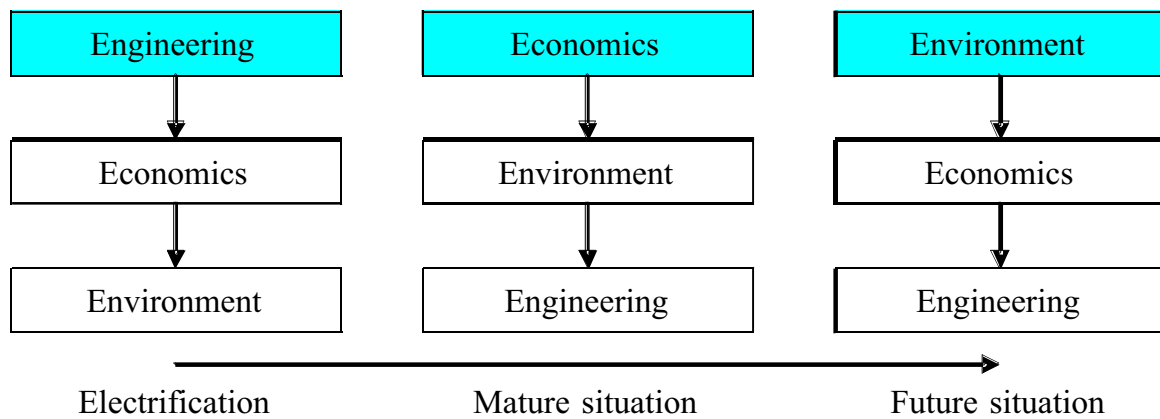 Engineering
Economics
Environment
Economics
Environment
Economics
Environment
Engineering
Engineering
Electrification
Mature situation
Future situation